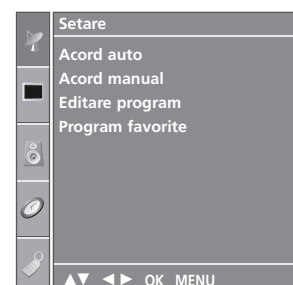 Setare
Acord auto
Acord manual
Editare program
Program favorite
▲▼ ◄► OK MENU